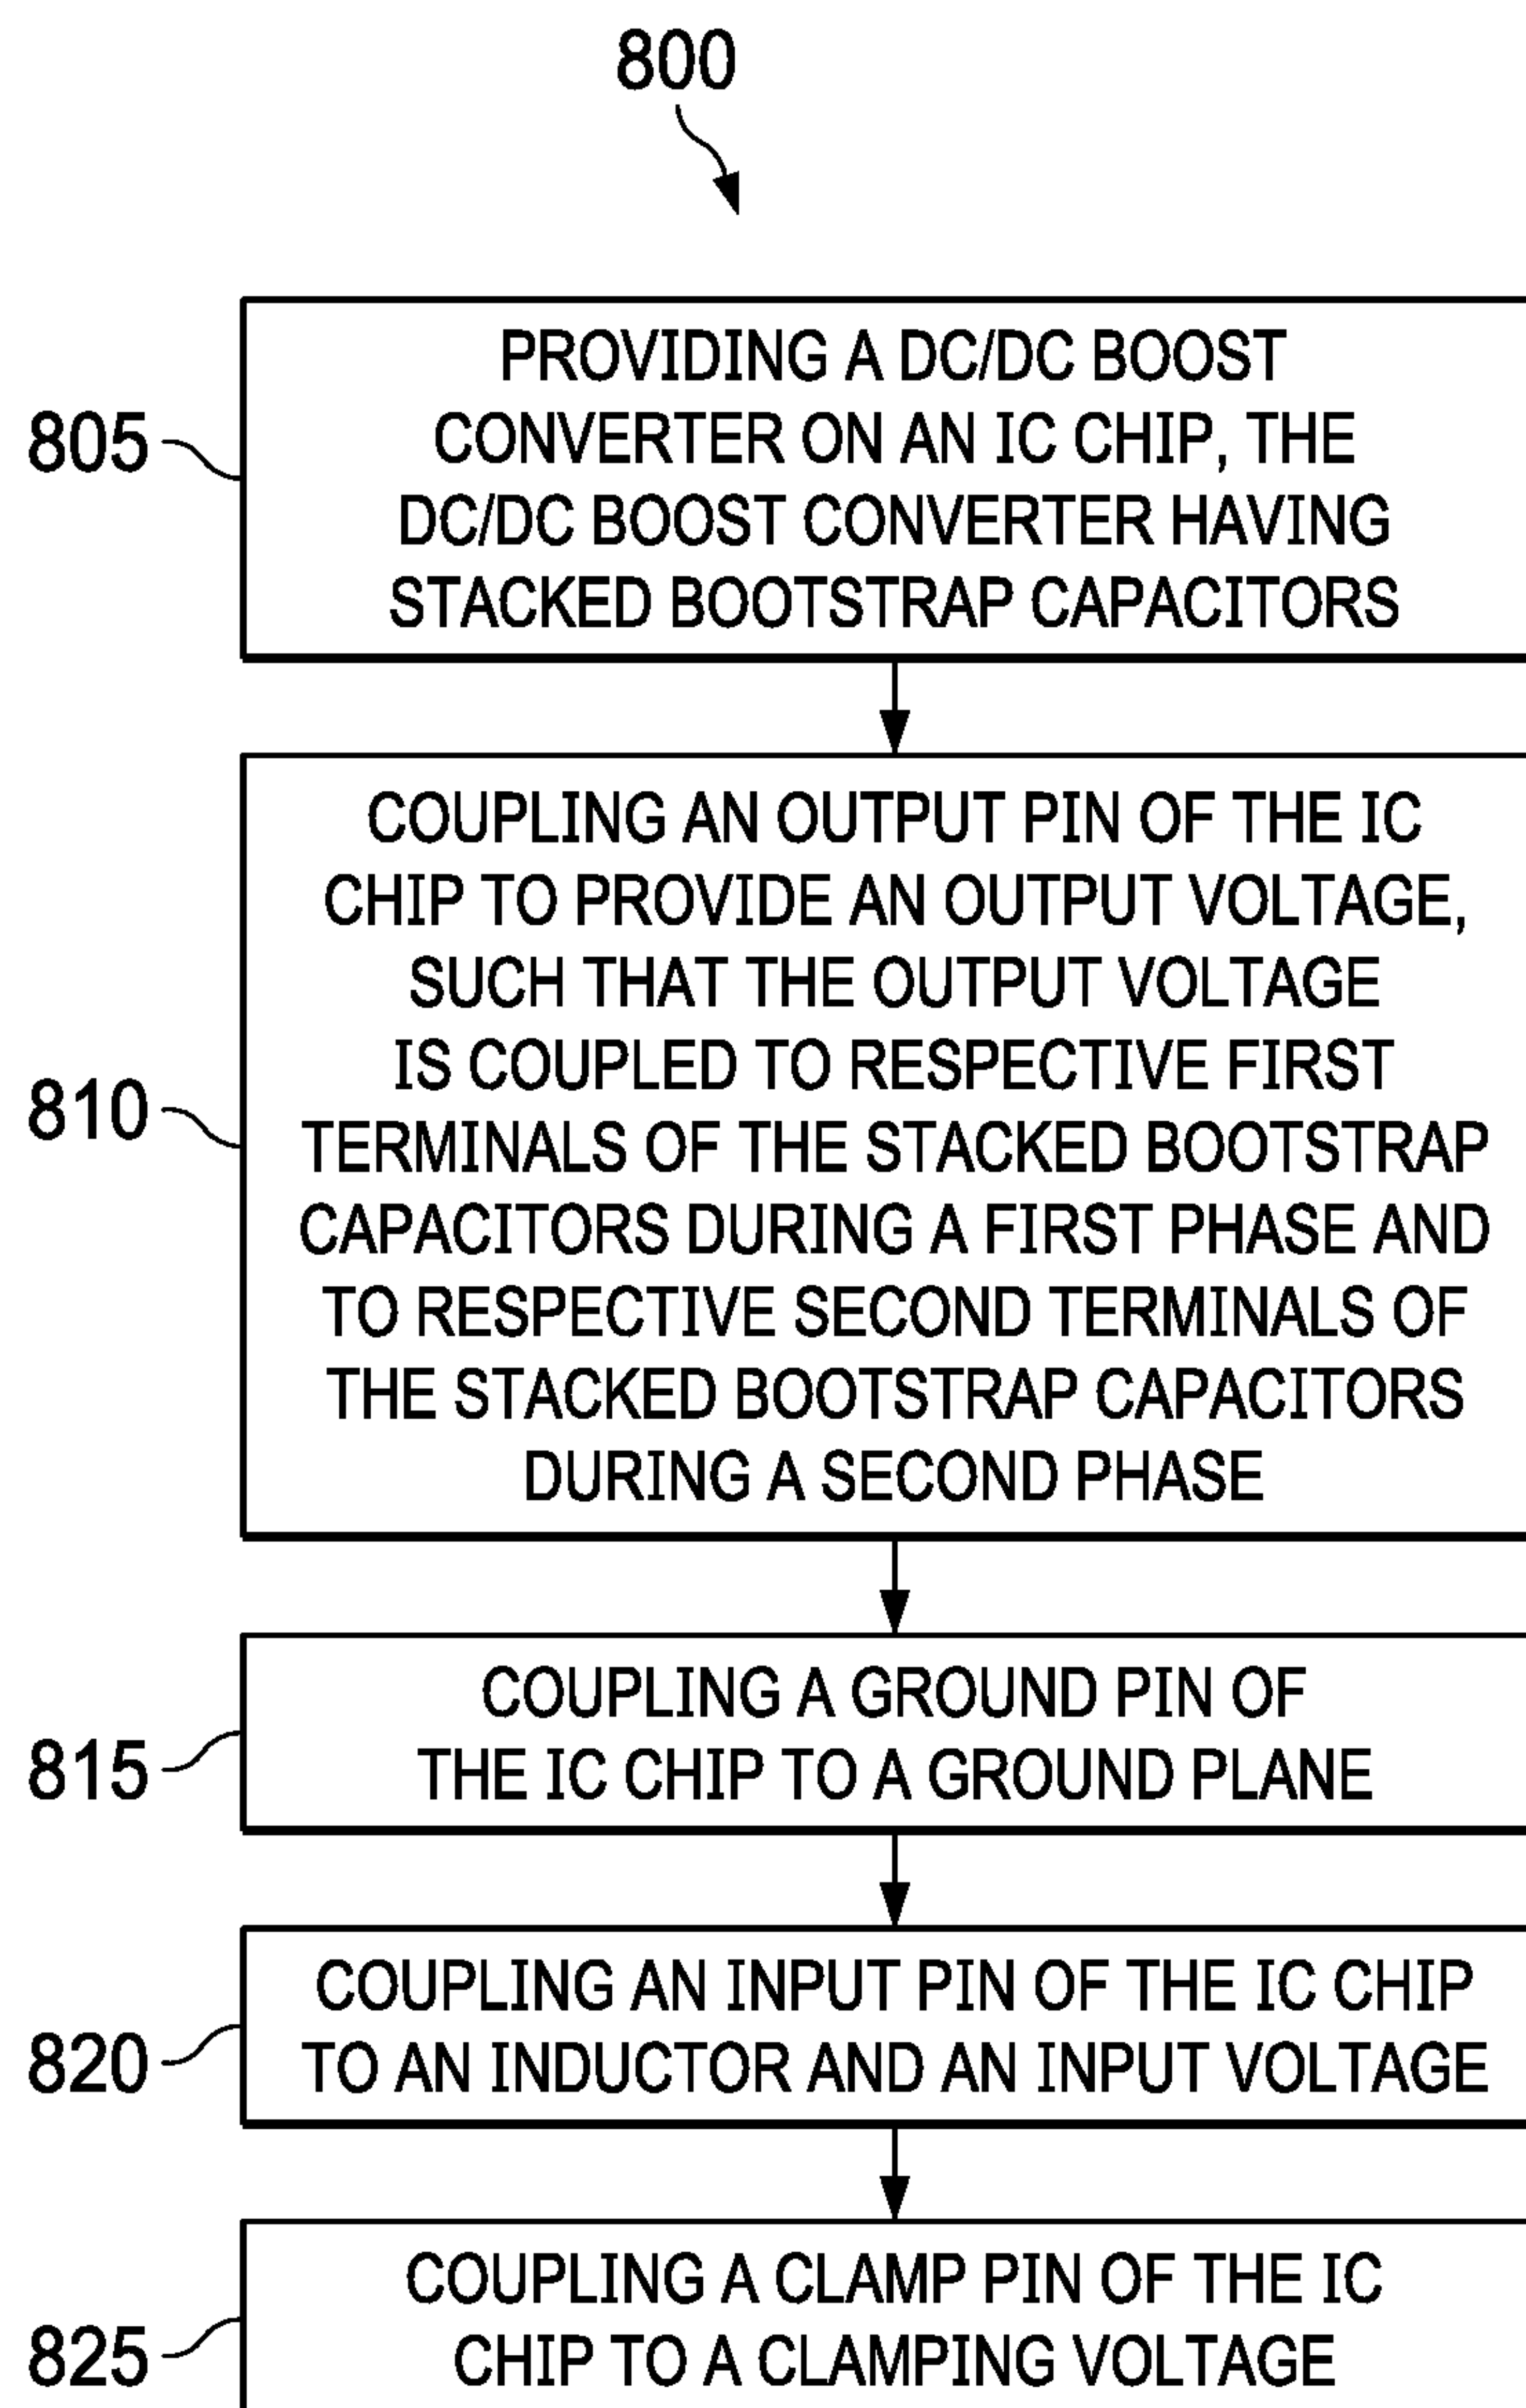 800
805
PROVIDING A DC/DC BOOST
CONVERTER ON AN IC CHIP, THE
DC/DC BOOST CONVERTER HAVING
STACKED BOOTSTRAP CAPACITORS
810
COUPLING AN OUTPUT PIN OF THE IC
CHIP TO PROVIDE AN OUTPUT VOLTAGE,
SUCH THAT THE OUTPUT VOLTAGE
IS COUPLED TO RESPECTIVE FIRST
TERMINALS OF THE STACKED BOOTSTRAP
CAPACITORS DURING A FIRST PHASE AND
TO RESPECTIVE SECOND TERMINALS OF
THE STACKED BOOTSTRAP CAPACITORS
DURING A SECOND PHASE
815
COUPLING A GROUND PIN OF
THE IC CHIP TO A GROUND PLANE
820
COUPLING AN INPUT PIN OF THE IC CHIP
TO AN INDUCTOR AND AN INPUT VOLTAGE
825
COUPLING A CLAMP PIN OF THE IC
CHIP TO A CLAMPING VOLTAGE